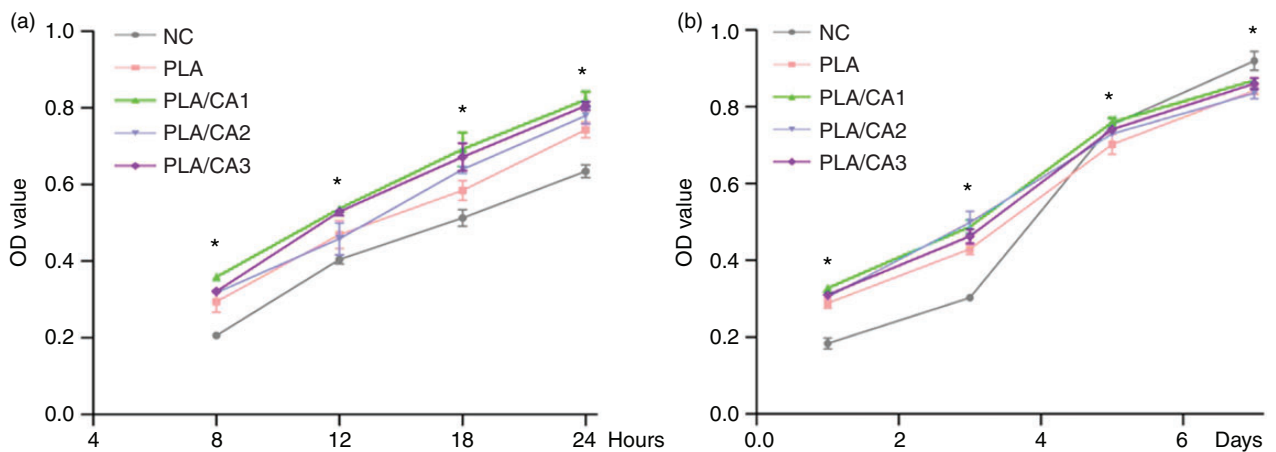 (a)
1.0
0.8
0.6
0.4
0.2
0.0
OD value
NC
PLA
PLA/CA1
PLA/CA2
PLA/CA3
*
*
*
*
4 8 12 18 24 Hours
(b)
1.0
0.8
0.6
0.4
0.2
0.0
OD value
NC
PLA
PLA/CA1
PLA/CA2
PLA/CA3
*
*
*
*
0.0 2 4 6 Days